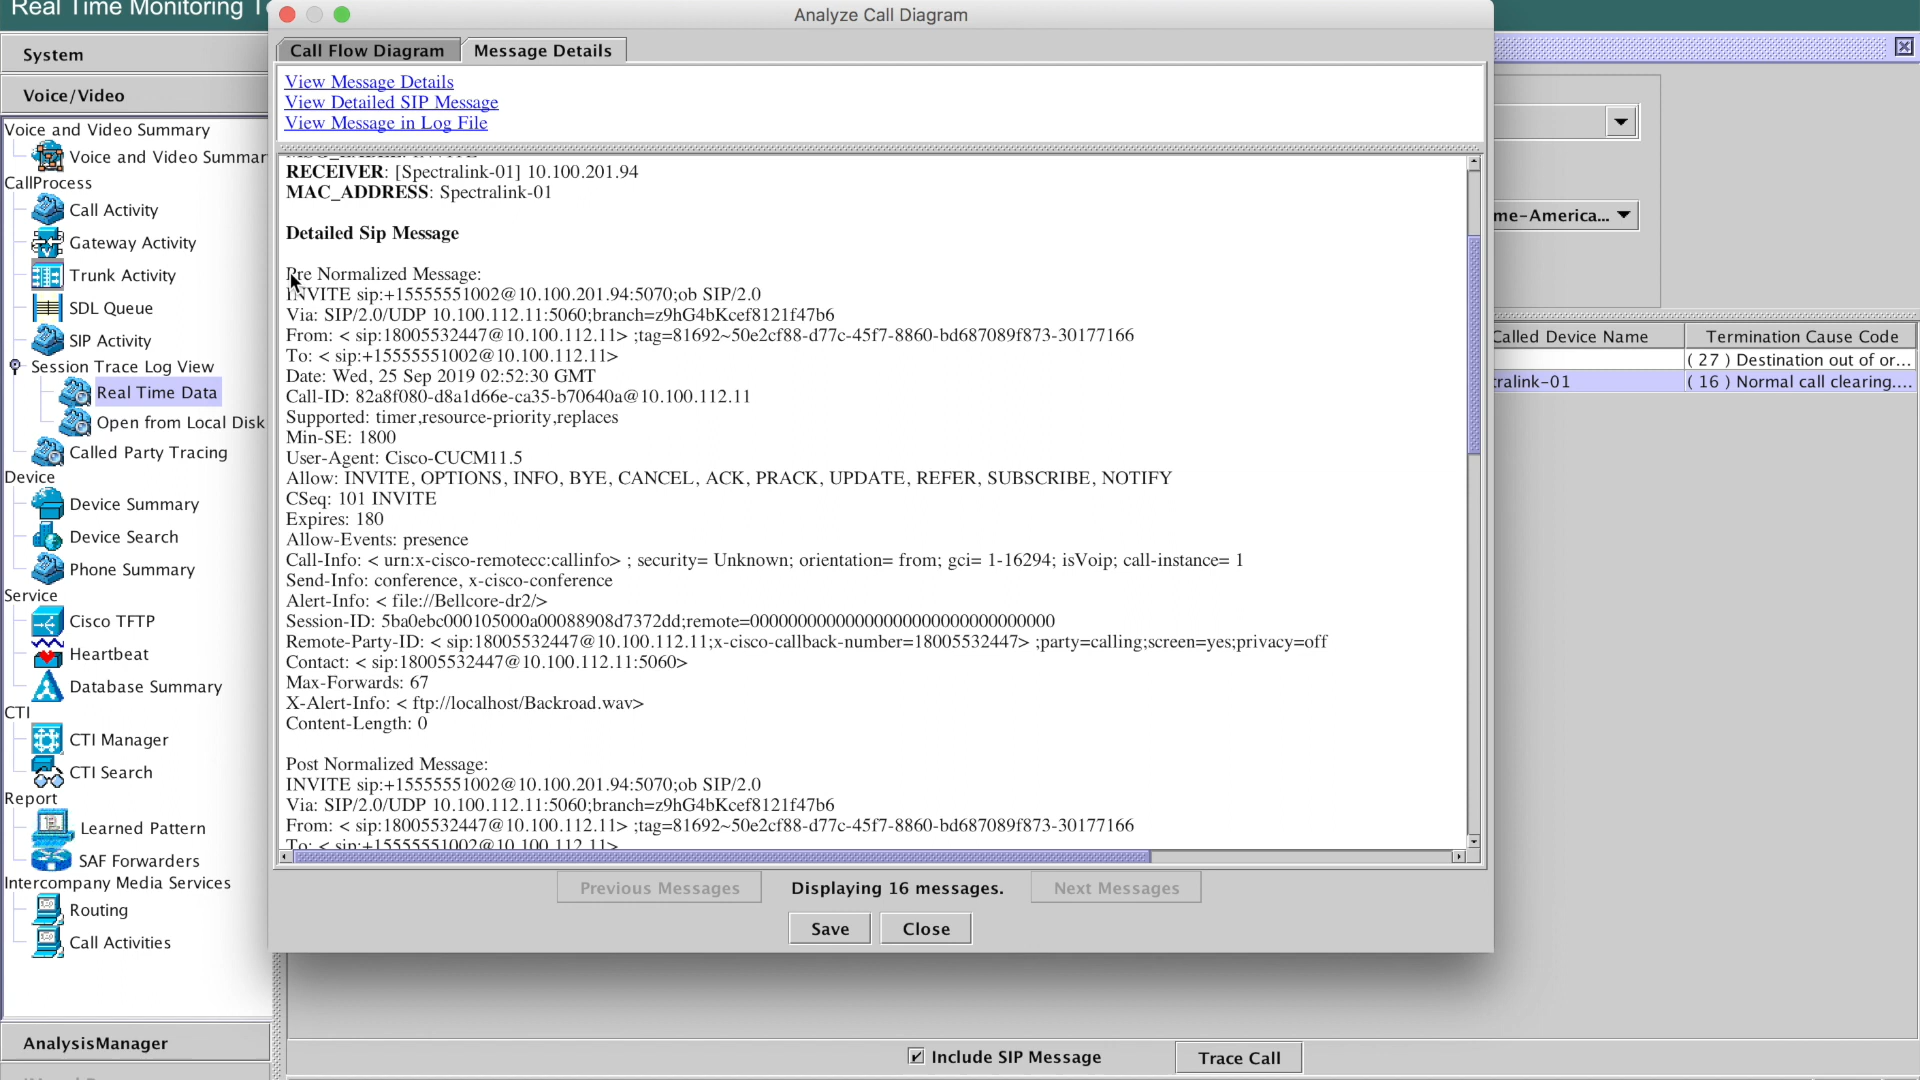 Real Time Monitoring
Analyze Call Diagram
System
Voice/Video
Voice and Video Summary
Voice and Video Summar
CallProcess
Call Activity
Gateway Activity
Trunk Activity
SDL Queue
SIP Activity
Session Trace Log View
Real Time Data
Open from Local Disk
Called Party Tracing
Device
Device Summary
Device Search
Phone Summary
Service
Cisco TFTP
Heartbeat
Database Summary
CTI
CTI Manager
CTI Search
Report
Learned Pattern
SAF Forwarders
Intercompany Media Services
Routing
Call Activities
AnalysisManager
Call Flow Diagram
Message Details
View Message Details
View Detailed SIP Message
View Message in Log File
RECEIVER: [Spectralink-01] 10.100.201.94
MAC_ADDRESS: Spectralink-01
Detailed Sip Message
Pre Normalized Message:
INVITE sip:+15555551002@10.100.201.94:5070;ob SIP/2.0
Via: SIP/2.0/UDP 10.100.112.11:5060;branch=z9hG4bKcef8121f47b6
From: < sip:18005532447@10.100.112.11> ;tag=81692~50e2cf88-d77c-45f7-8860-bd687089f873-30177166
To: < sip:+15555551002@10.100.112.11>
Date: Wed, 25 Sep 2019 02:52:30 GMT
Call-ID: 82a8f080-d8a1d66e-ca35-b70640a@10.100.112.11
Supported: timer,resource-priority,replaces
Min-SE: 1800
User-Agent: Cisco-CUCM11.5
Allow: INVITE, OPTIONS, INFO, BYE, CANCEL, ACK, PRACK, UPDATE, REFER, SUBSCRIBE, NOTIFY
CSeq: 101 INVITE
Expires: 180
Allow-Events: presence
Call-Info: < urn:x-cisco-remotecc:callinfo> ; security= Unknown; orientation= from; gci= 1-16294; isVoip; call-instance= 1
Send-Info: conference, x-cisco-conference
Alert-Info: < file://Bellcore-dr2/>
Session-ID: 5ba0ebc000105000a00088908d7372dd;remote=00000000000000000000000000000000
Remote-Party-ID: < sip:18005532447@10.100.112.11;x-cisco-callback-number=18005532447> ;party=calling;screen=yes;privacy=off
Contact: < sip:18005532447@10.100.112.11:5060>
Max-Forwards: 67
X-Alert-Info: < ftp://localhost/Backroad.wav>
Content-Length: 0
Post Normalized Message:
INVITE sip:+15555551002@10.100.201.94:5070;ob SIP/2.0
Via: SIP/2.0/UDP 10.100.112.11:5060;branch=z9hG4bKcef8121f47b6
From: < sip:18005532447@10.100.112.11> ;tag=81692~50e2cf88-d77c-45f7-8860-bd687089f873-30177166
To: < sip:+15555551002@10.100.112.11>
Previous Messages
Displaying 16 messages.
Next Messages
Save
Close
me-America...
Called Device Name
Termination Cause Code
( 27 ) Destination out of or...
tralink-01
( 16 ) Normal call clearing....
Include SIP Message
Trace Call